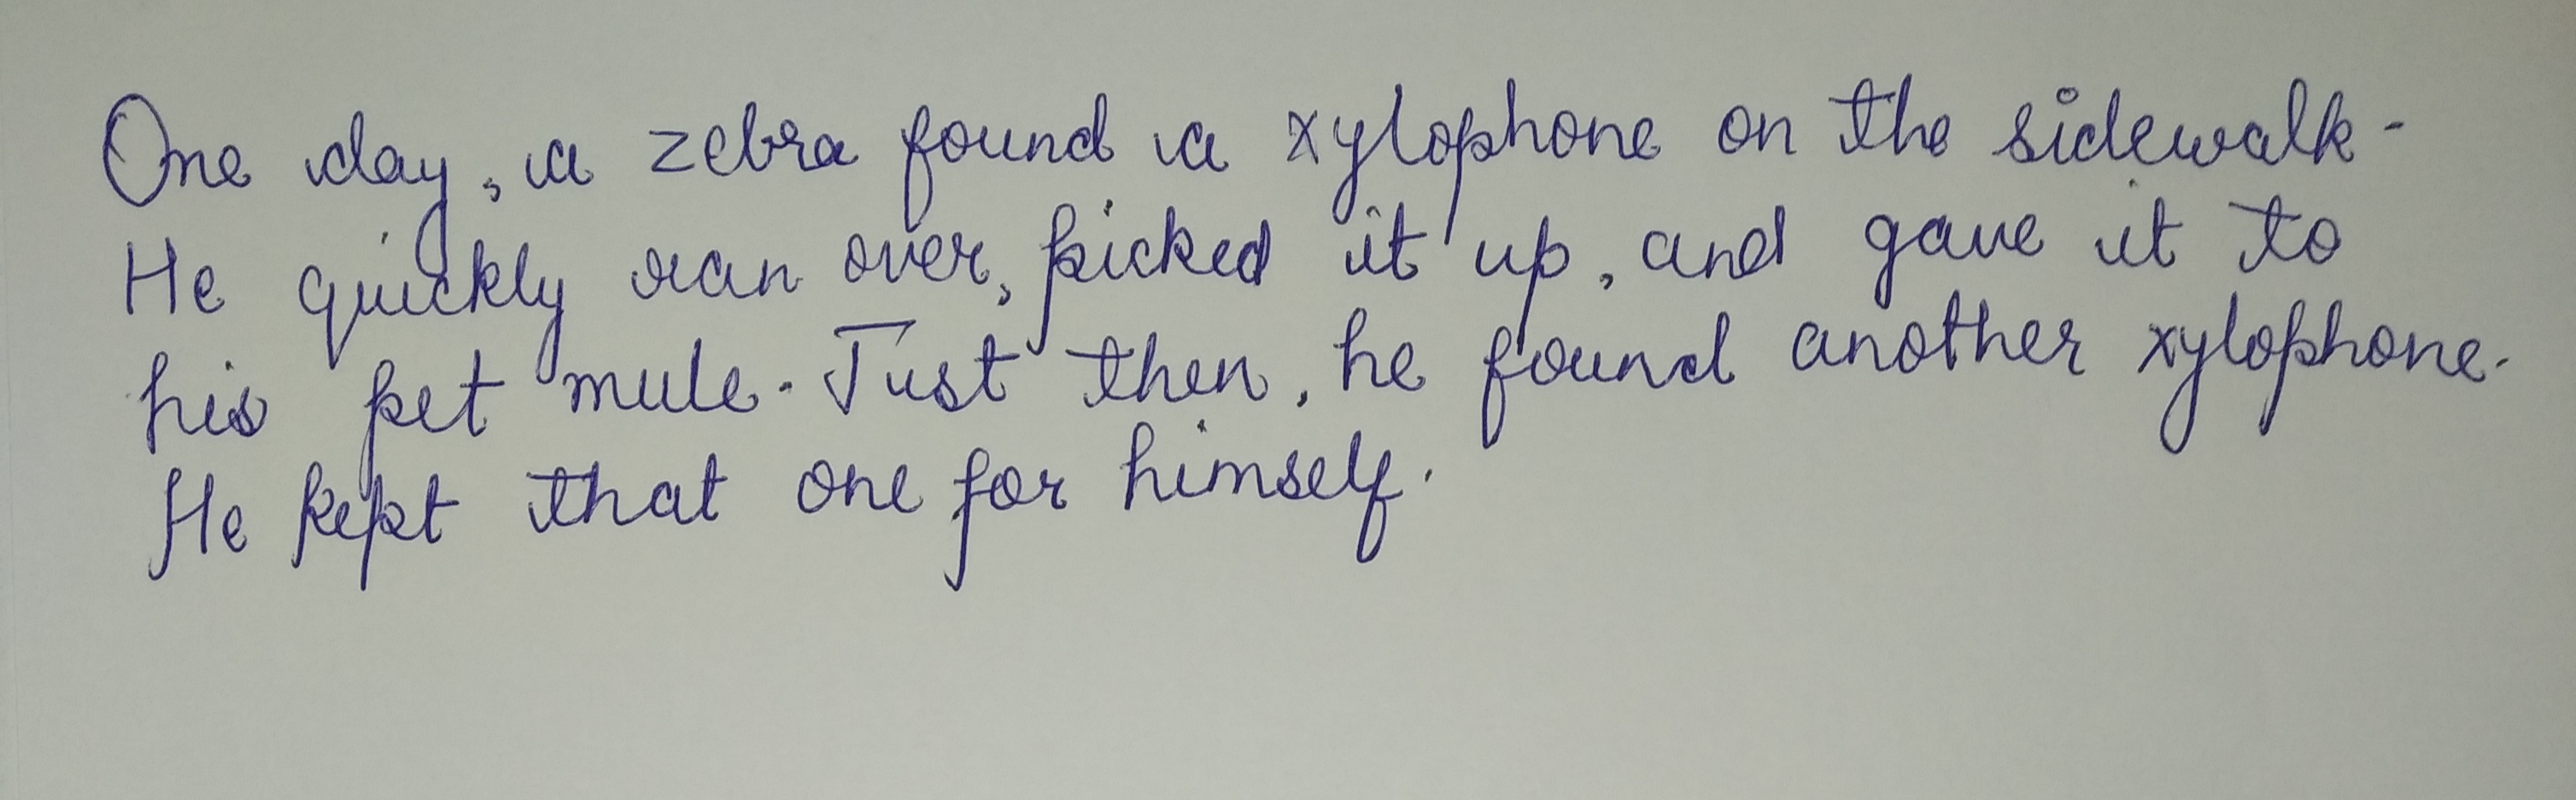 One day, a zebra found a xylophone on the sidewalk.
He quickly ran over, picked it up, and gave it to
his pet mule. Just then, he found another xylophone.
He kept that one for himself.